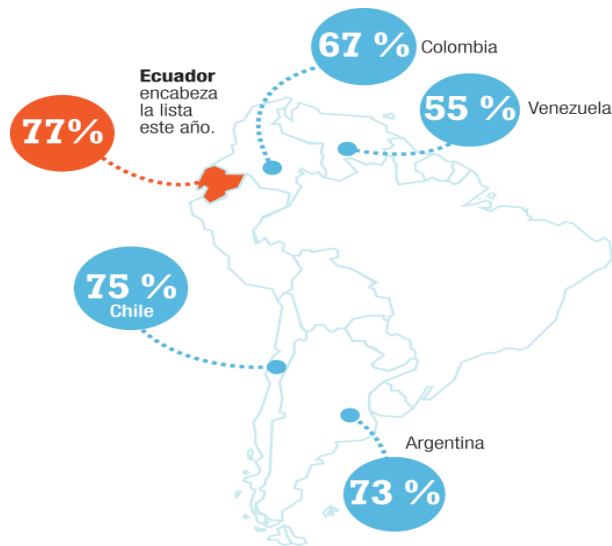 67 %
Colombia
Ecuador
encabeza
la lista
este año.
55 %
Venezuela
77%
75 %
Chile
Argentina
73 %